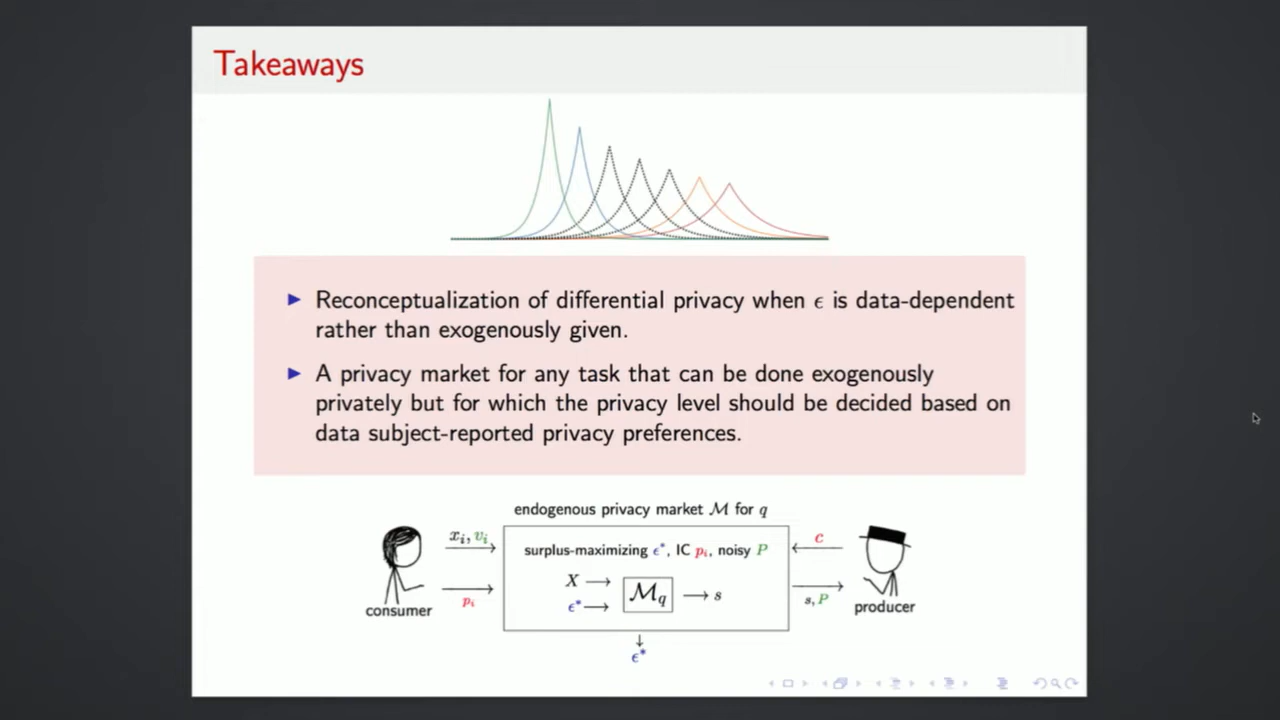 Takeaways
▶ Reconceptualization of differential privacy when ϵ is data-dependent
rather than exogenously given.
▶ A privacy market for any task that can be done exogenously
privately but for which the privacy level should be decided based on
data subject-reported privacy preferences.
endogenous privacy market ℳ for q
xᵢ, vᵢ
pᵢ
consumer
surplus-maximizing ϵ*, IC pᵢ, noisy P
X →
ϵ* →
ℳ_q
→ s
c
s, P
producer
↓
ϵ*